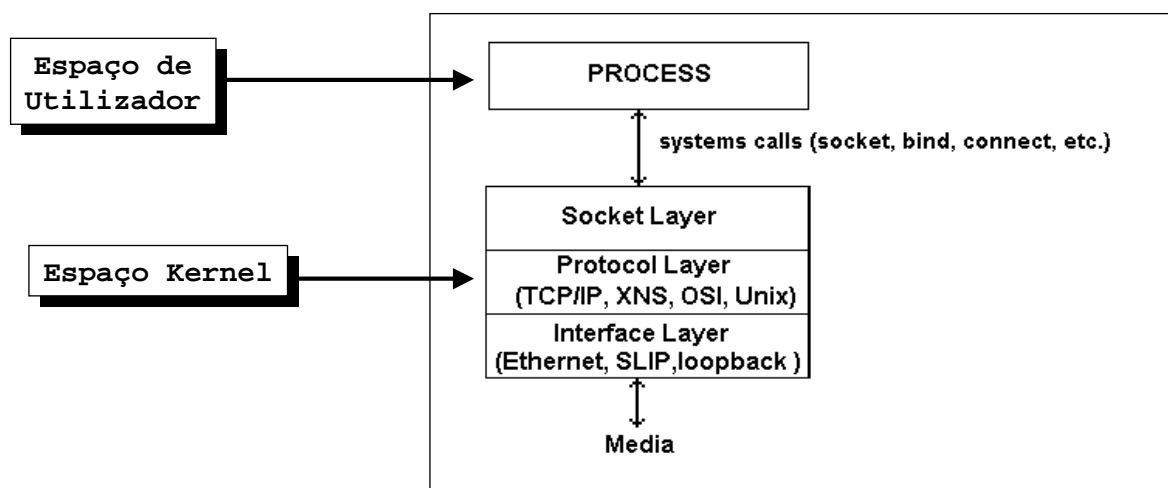 Espaço de
Utilizador
PROCESS
systems calls (socket, bind, connect, etc.)
Socket Layer
Espaço Kernel
Protocol Layer
(TCP/IP, XNS, OSI, Unix)
Interface Layer
(Ethernet, SLIP,loopback )
Media